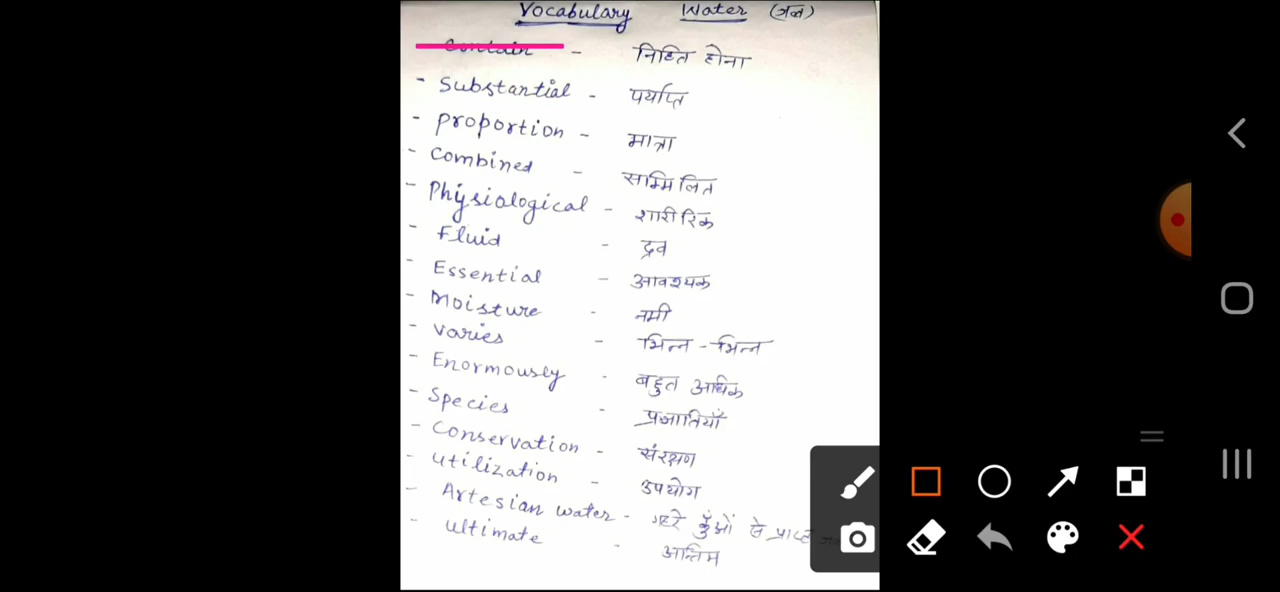 Vocabulary Water (जल)
Contain - निहित होना
- Substantial - पर्याप्त
- Proportion - मात्रा
- Combined - सम्मिलित
- Physiological - शारीरिक
- Fluid - द्रव
- Essential - आवश्यक
- Moisture - नमी
- Varies - भिन्न - भिन्न
- Enormously - बहुत अधिक
- Species - प्रजातियाँ
- Conservation - संरक्षण
- Utilization - उपयोग
- Artesian water - गहरे कुँओं से प्राप्त
- Ultimate - अन्तिम